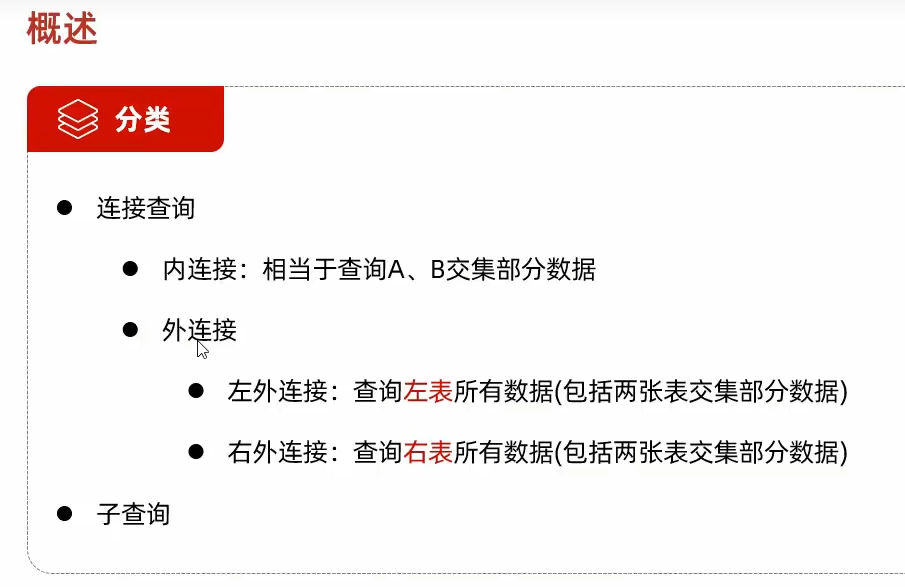 概述
分类
连接查询
内连接：相当于查询A、B交集部分数据
外连接
左外连接：查询左表所有数据(包括两张表交集部分数据)
右外连接：查询右表所有数据(包括两张表交集部分数据)
子查询